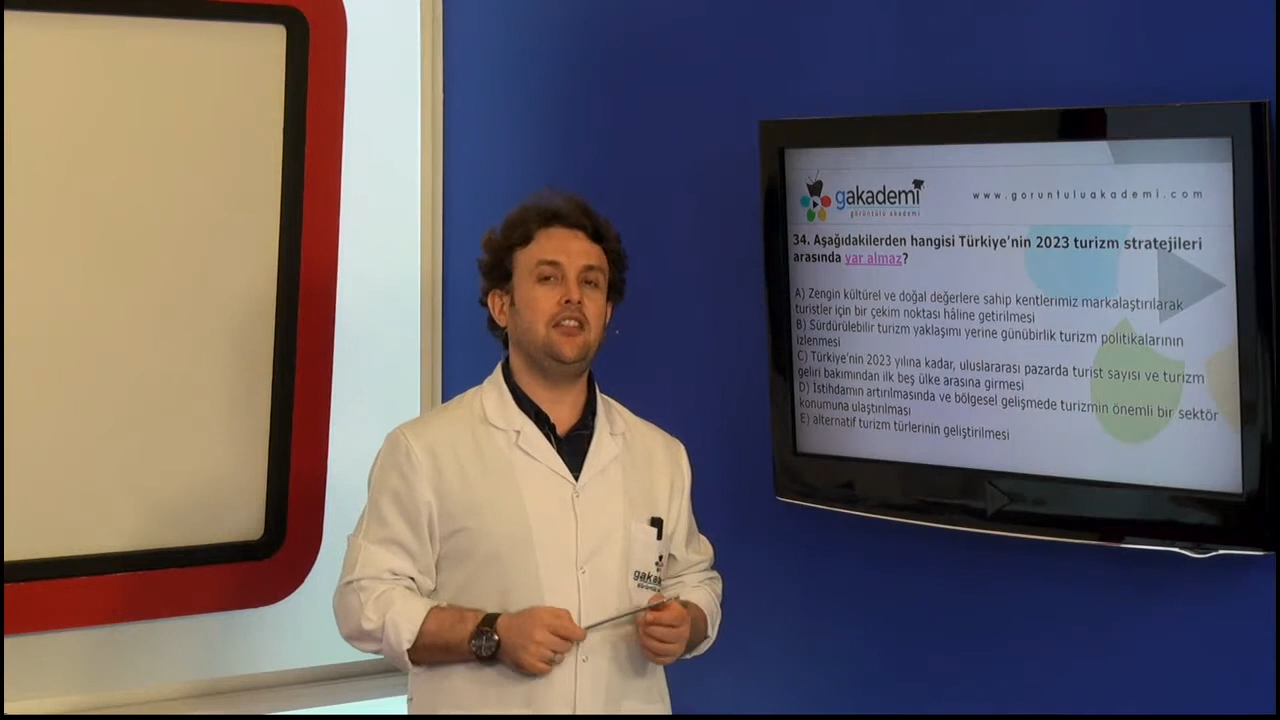 gakademi
görüntülü akademi
www.goruntuluakademi.com
34. Aşağıdakilerden hangisi Türkiye'nin 2023 turizm stratejileri
arasında yar almaz?
A) Zengin kültürel ve doğal değerlere sahip kentlerimiz markalaştırılarak
turistler için bir çekim noktası hâline getirilmesi
B) Sürdürülebilir turizm yaklaşımı yerine günübirlik turizm politikalarının
izlenmesi
C) Türkiye'nin 2023 yılına kadar, uluslararası pazarda turist sayısı ve turizm
geliri bakımından ilk beş ülke arasına girmesi
D) İstihdamın artırılmasında ve bölgesel gelişmede turizmin önemli bir sektör
konumuna ulaştırılması
E) alternatif turizm türlerinin geliştirilmesi